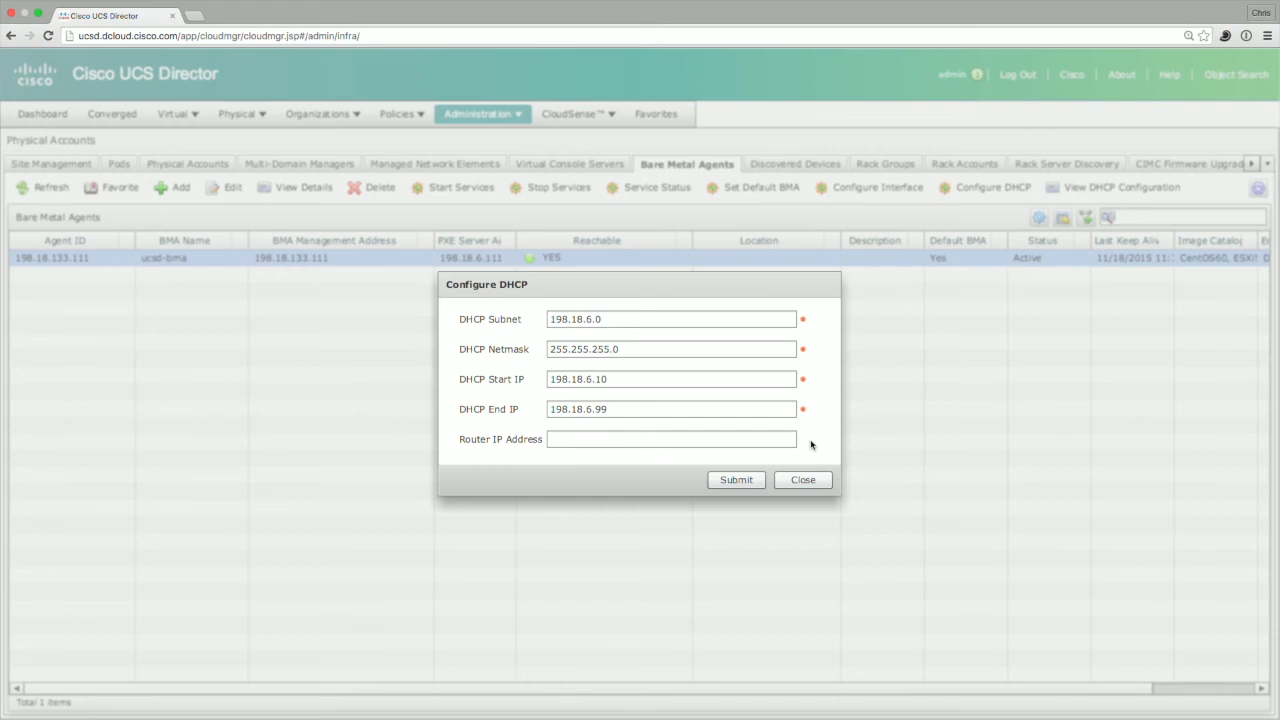 Cisco UCS Director
Chris
ucsd.dcloud.cisco.com/app/cloudmgr/cloudmgr.jsp#/admin/infra/
CISCO
Cisco UCS Director
admin Log Out Cisco About Help Object Search
Dashboard Converged Virtual Physical Organizations Policies Administration CloudSense™ Favorites
Physical Accounts
Site Management Pods Physical Accounts Multi-Domain Managers Managed Network Elements Virtual Console Servers Bare Metal Agents Discovered Devices Rack Groups Rack Accounts Rack Server Discovery CIMC Firmware Upgrad
Refresh Favorite Add Edit View Details Delete Start Services Stop Services Service Status Set Default BMA Configure Interface Configure DHCP View DHCP Configuration
Bare Metal Agents
Agent ID BMA Name BMA Management Address PXE Server Reachable Location Description Default BMA Status Last Keep Image Catalog
198.18.133.111 ucsd-bma 198.18.133.111 198.18.6.111 YES Yes Active 11/18/2015 11: CentOS60, ESXi
Configure DHCP
DHCP Subnet 198.18.6.0
DHCP Netmask 255.255.255.0
DHCP Start IP 198.18.6.10
DHCP End IP 198.18.6.99
Router IP Address
Submit Close
Total 1 items